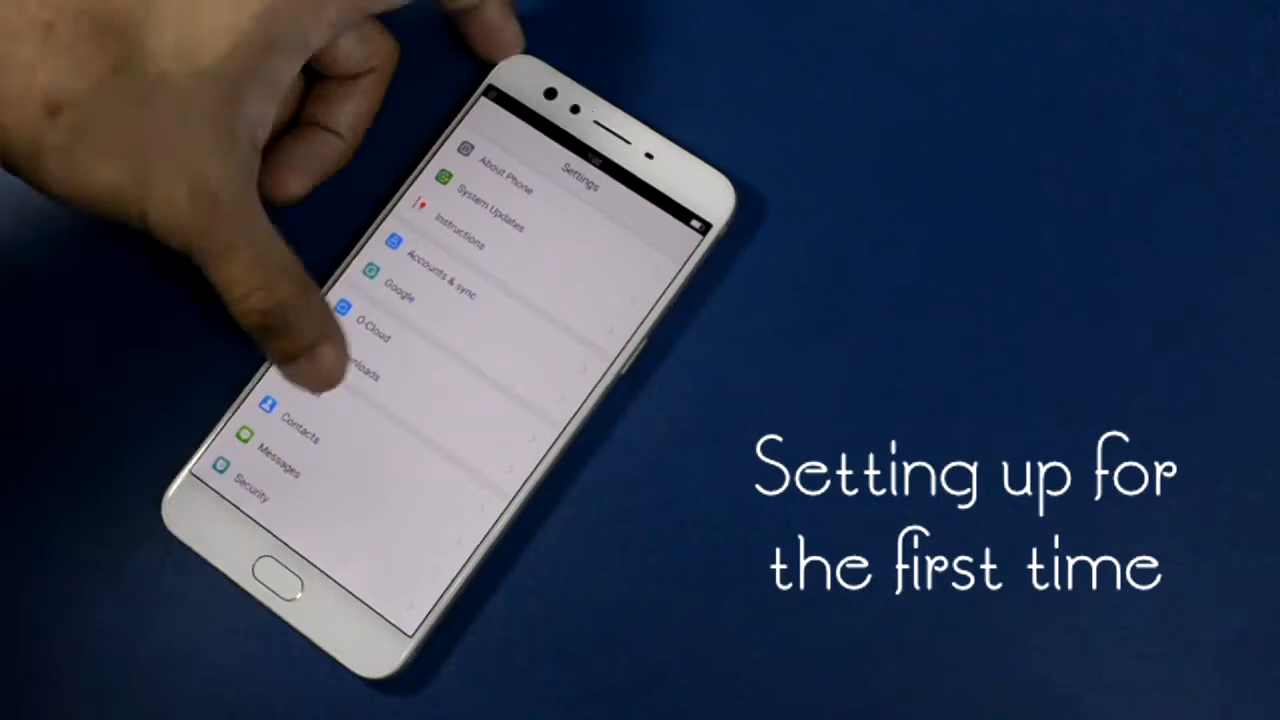 Settings
About Phone
System Updates
Instructions
Accounts & sync
Google
O-Cloud
Contacts
Messages
Security
Setting up for
the first time